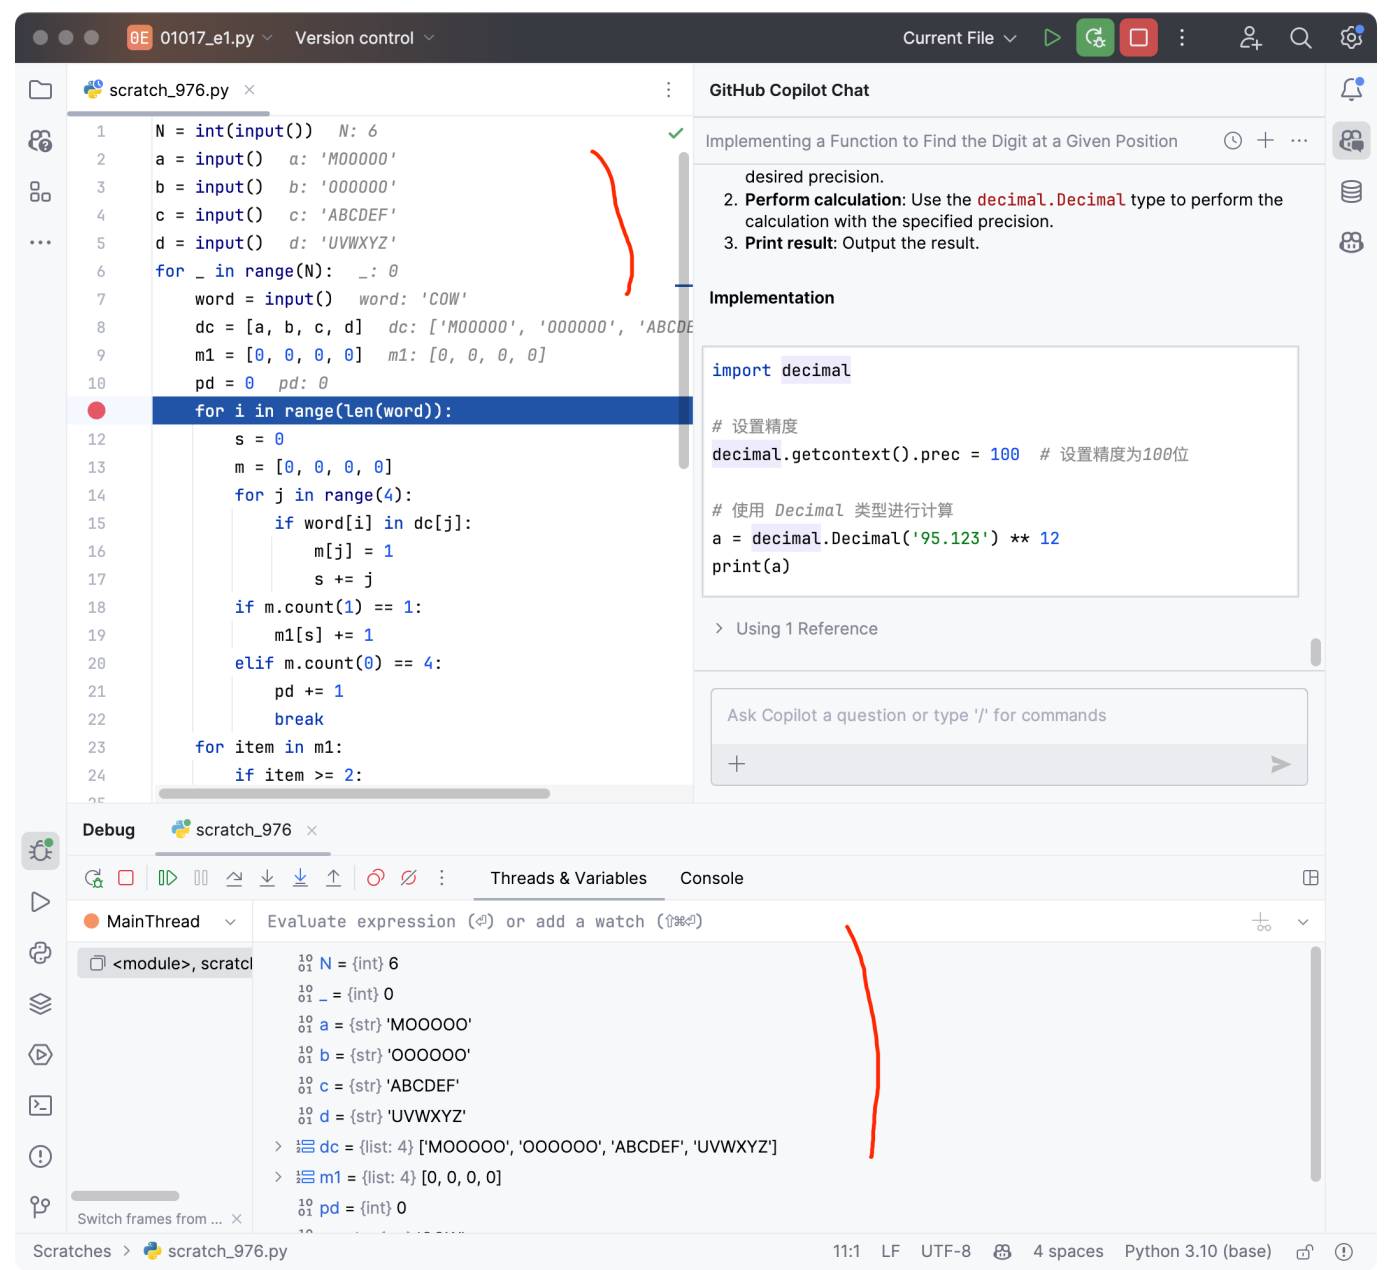 0E 01017_e1.py Version control Current File
scratch_976.py
1 N = int(input()) N: 6
2 a = input() a: 'MOOOOO'
3 b = input() b: 'OOOOOO'
4 c = input() c: 'ABCDEF'
5 d = input() d: 'UVWXYZ'
6 for _ in range(N): _: 0
7 word = input() word: 'COW'
8 dc = [a, b, c, d] dc: ['MOOOOO', 'OOOOOO', 'ABCDE
9 m1 = [0, 0, 0, 0] m1: [0, 0, 0, 0]
10 pd = 0 pd: 0
for i in range(len(word)):
12 s = 0
13 m = [0, 0, 0, 0]
14 for j in range(4):
15 if word[i] in dc[j]:
16 m[j] = 1
17 s += j
18 if m.count(1) == 1:
19 m1[s] += 1
20 elif m.count(0) == 4:
21 pd += 1
22 break
23 for item in m1:
24 if item >= 2:
25
GitHub Copilot Chat
Implementing a Function to Find the Digit at a Given Position
desired precision.
2. Perform calculation: Use the decimal.Decimal type to perform the
calculation with the specified precision.
3. Print result: Output the result.
Implementation
import decimal
# 设置精度
decimal.getcontext().prec = 100 # 设置精度为100位
# 使用 Decimal 类型进行计算
a = decimal.Decimal('95.123') ** 12
print(a)
Using 1 Reference
Ask Copilot a question or type '/' for commands
Debug scratch_976
Threads & Variables Console
MainThread
Evaluate expression (⏎) or add a watch (⇧⌘⏎)
<module>, scratch
N = {int} 6
_ = {int} 0
a = {str} 'MOOOOO'
b = {str} 'OOOOOO'
c = {str} 'ABCDEF'
d = {str} 'UVWXYZ'
dc = {list: 4} ['MOOOOO', 'OOOOOO', 'ABCDEF', 'UVWXYZ']
m1 = {list: 4} [0, 0, 0, 0]
pd = {int} 0
Switch frames from ...
Scratches > scratch_976.py 11:1 LF UTF-8 4 spaces Python 3.10 (base)